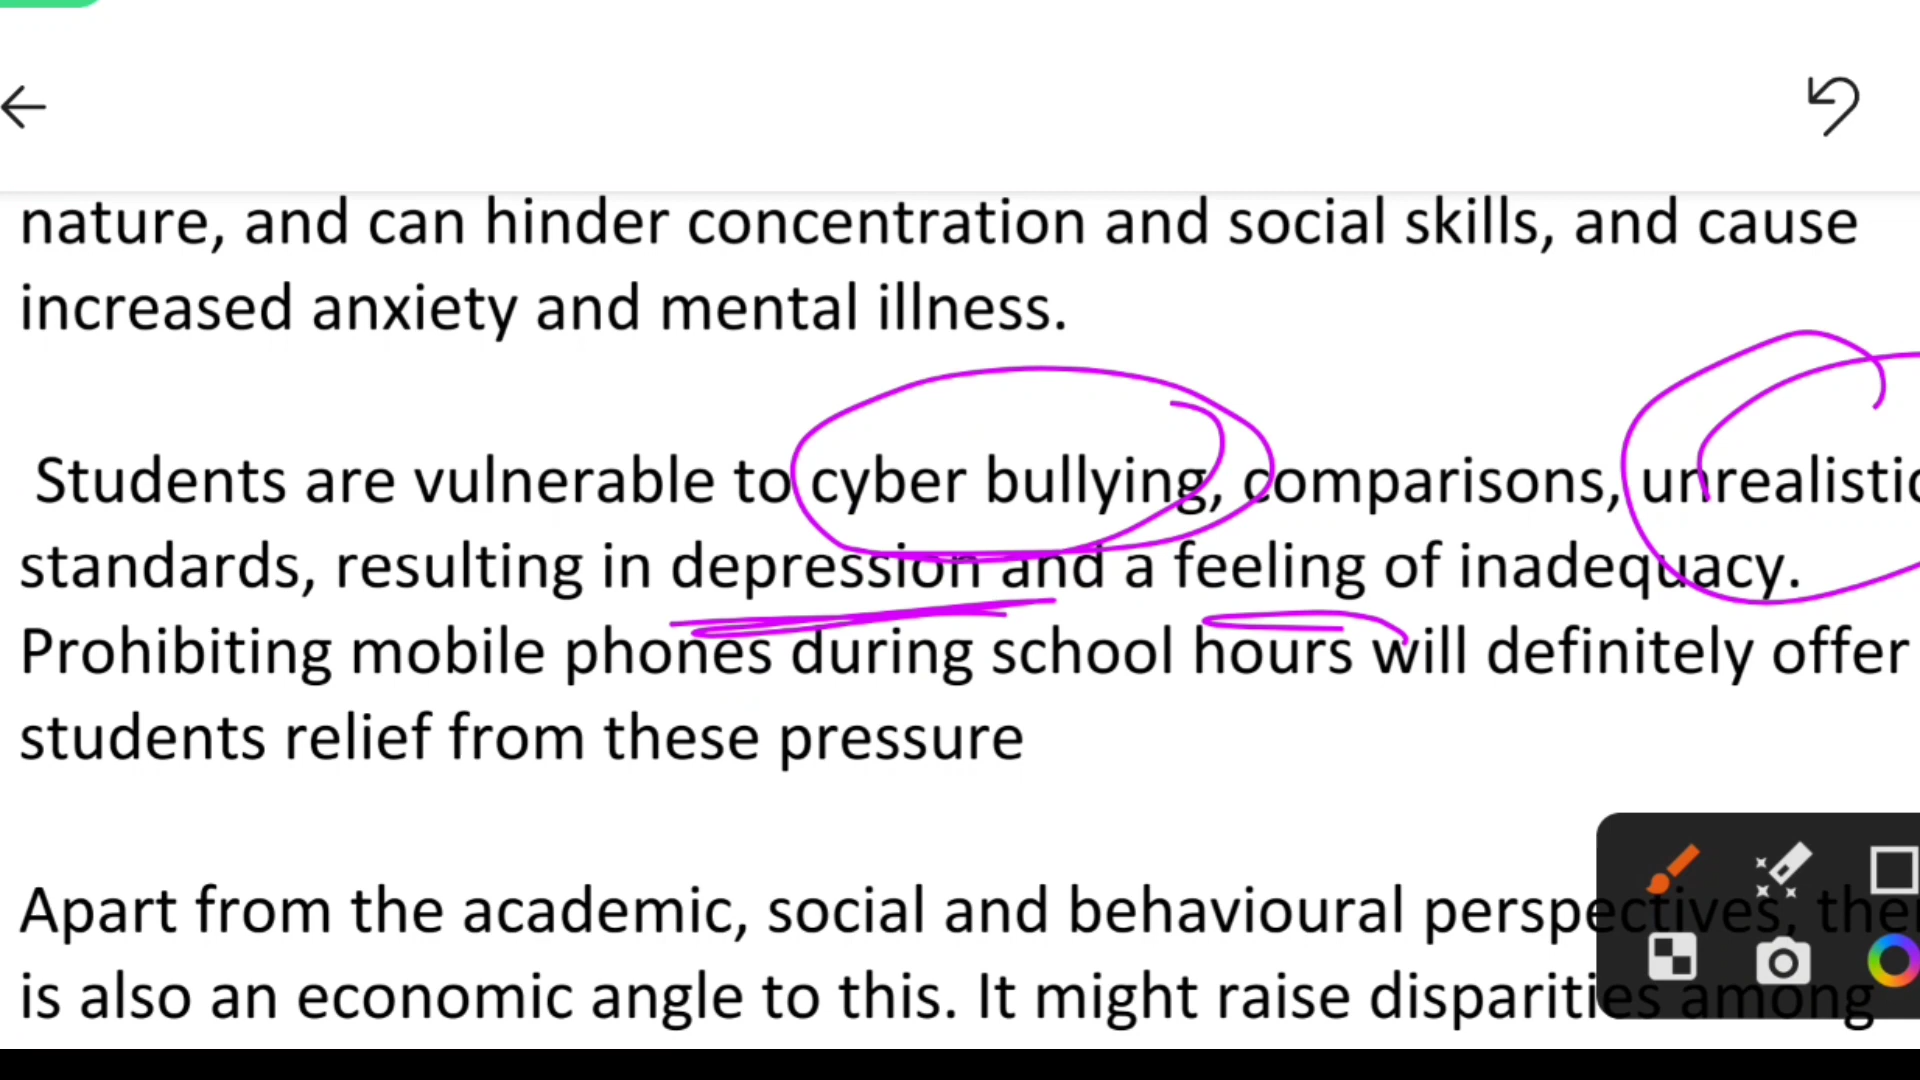 nature, and can hinder concentration and social skills, and cause
increased anxiety and mental illness.
Students are vulnerable to cyber bullying, comparisons, unrealistic
standards, resulting in depression and a feeling of inadequacy.
Prohibiting mobile phones during school hours will definitely offer
students relief from these pressure
Apart from the academic, social and behavioural perspectives,
is also an economic angle to this. It might raise disparities among